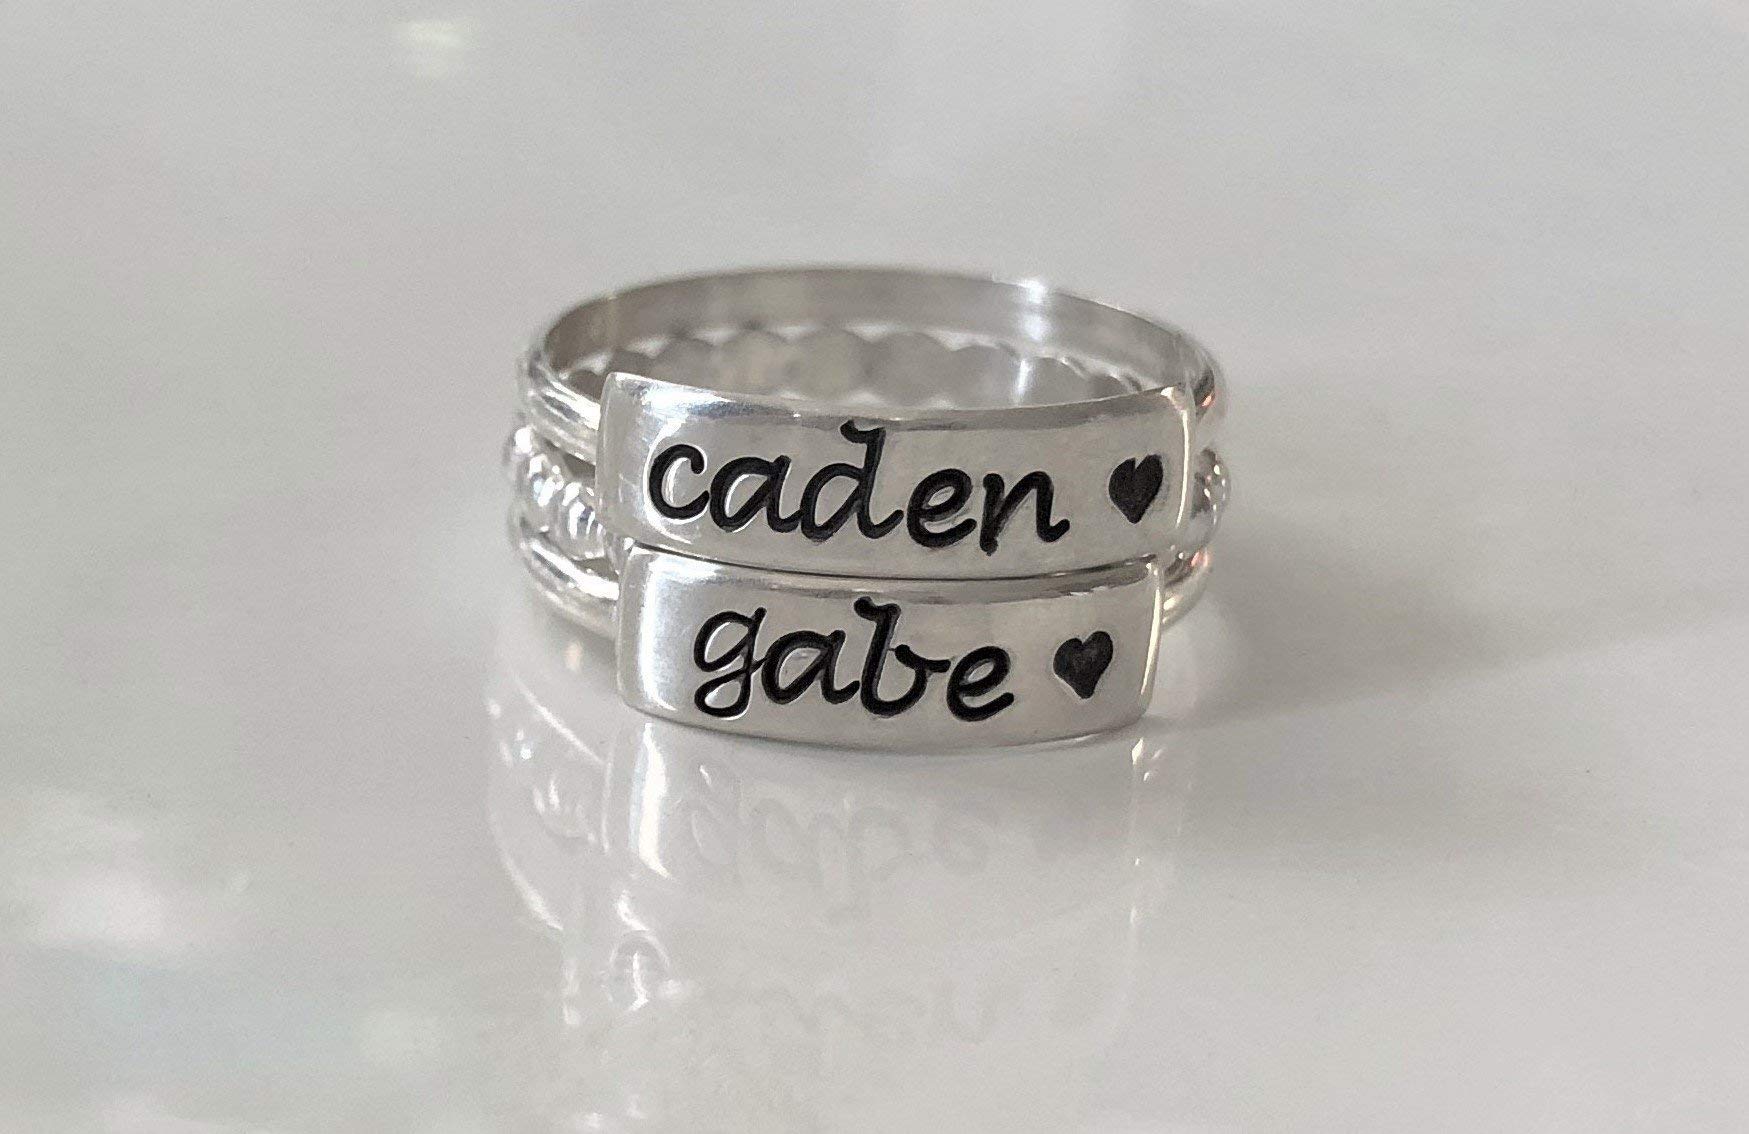 caden ♥
gabe ♥